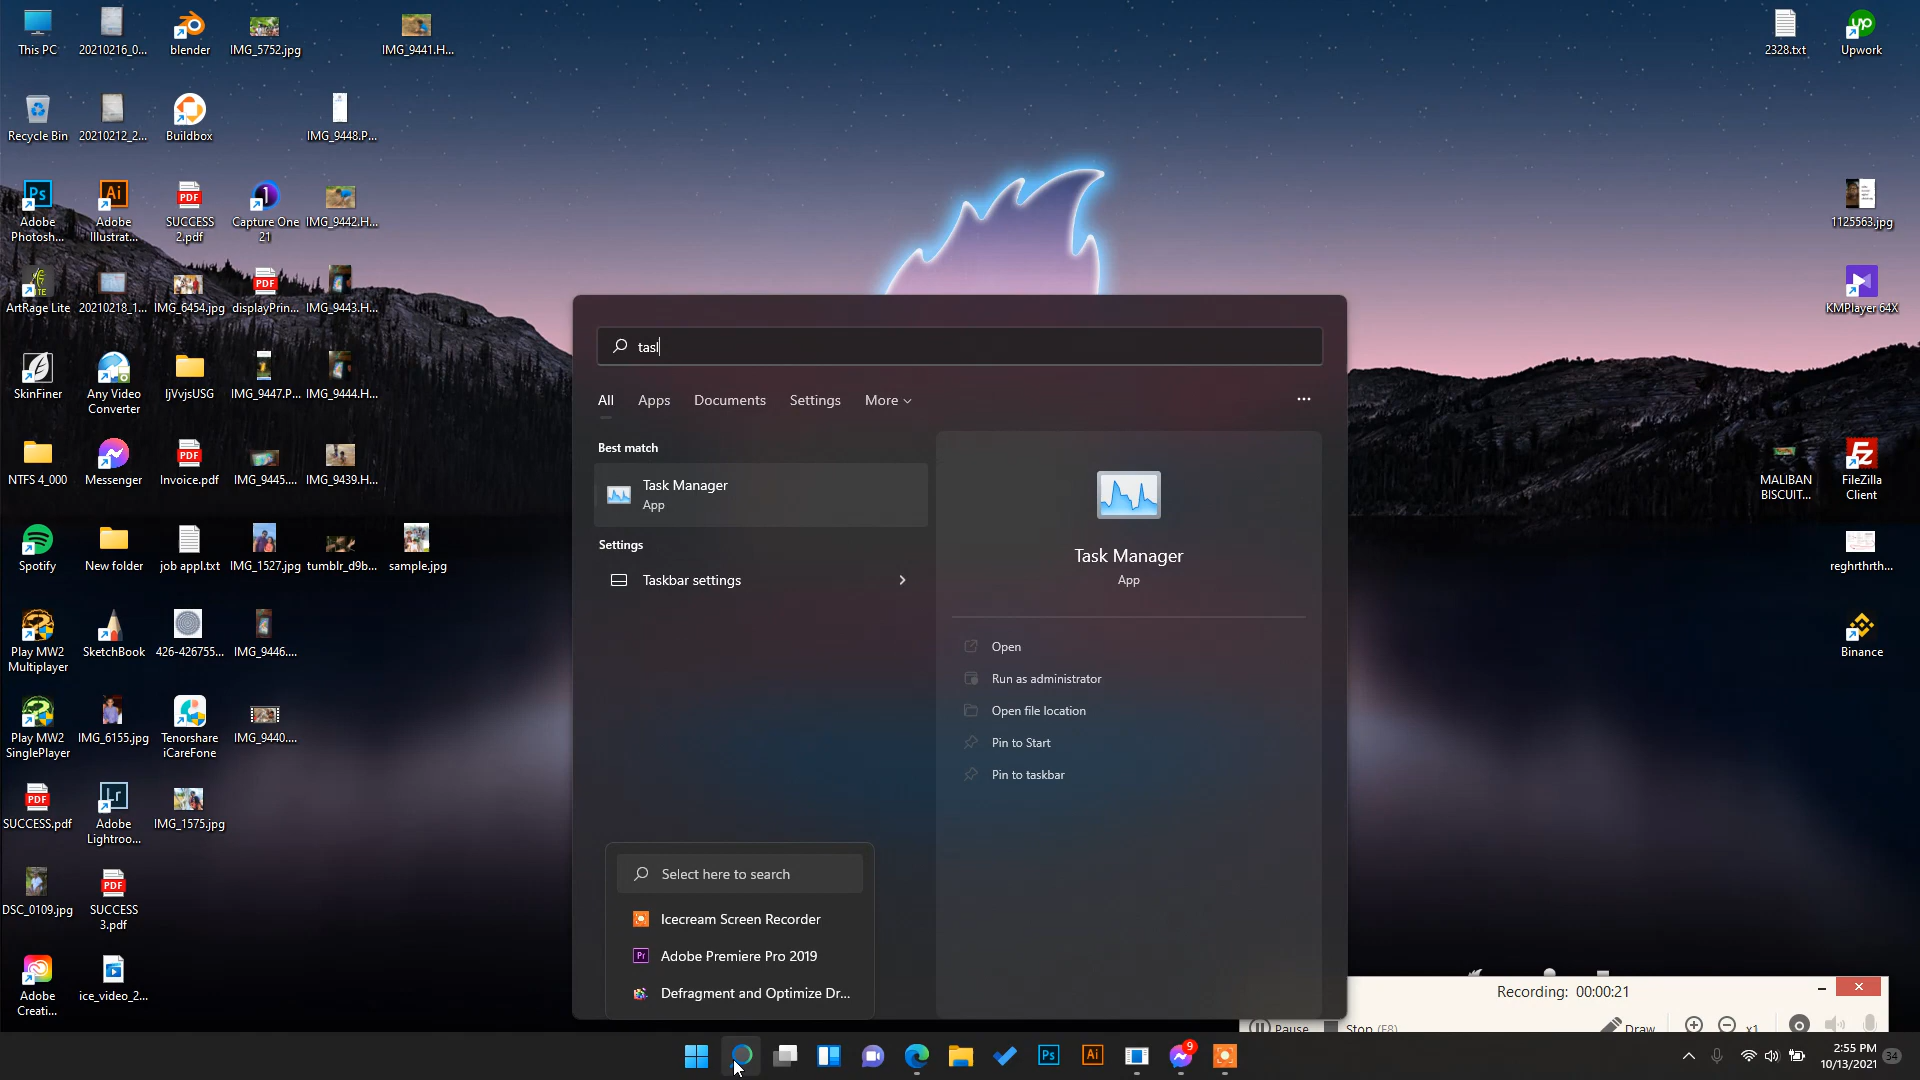 This PC
20210216_0...
blender
IMG_5752.jpg
IMG_9441.H...
2328.txt
Upwork
Recycle Bin
20210212_2...
Buildbox
IMG_9448.P...
Adobe
Photosh...
Adobe
Illustrat...
SUCCESS
2.pdf
Capture One
21
IMG_9442.H...
1125563.jpg
ArtRage Lite
20210218_1...
IMG_6454.jpg
displayPrin...
IMG_9443.H...
KMPlayer 64X
SkinFiner
Any Video
Converter
IjVvjsUSG
IMG_9447.P...
IMG_9444.H...
NTFS 4_000
Messenger
Invoice.pdf
IMG_9445....
IMG_9439.H...
MALIBAN
BISCUIT...
FileZilla
Client
Spotify
New folder
job appl.txt
IMG_1527.jpg
tumblr_d9b...
sample.jpg
reghrthrth...
Play MW2
Multiplayer
SketchBook
426-426755...
IMG_9446....
Binance
Play MW2
SinglePlayer
IMG_6155.jpg
Tenorshare
iCareFone
IMG_9440....
SUCCESS.pdf
Adobe
Lightroo...
IMG_1575.jpg
DSC_0109.jpg
SUCCESS
3.pdf
Adobe
Creati...
ice_video_2...
tasl
All
Apps
Documents
Settings
More
Best match
Task Manager
App
Settings
Taskbar settings
Task Manager
App
Open
Run as administrator
Open file location
Pin to Start
Pin to taskbar
Select here to search
Icecream Screen Recorder
Adobe Premiere Pro 2019
Defragment and Optimize Dr...
Recording: 00:00:21
Pause
Stop (F8)
Draw
x1
9
2:55 PM
10/13/2021
34